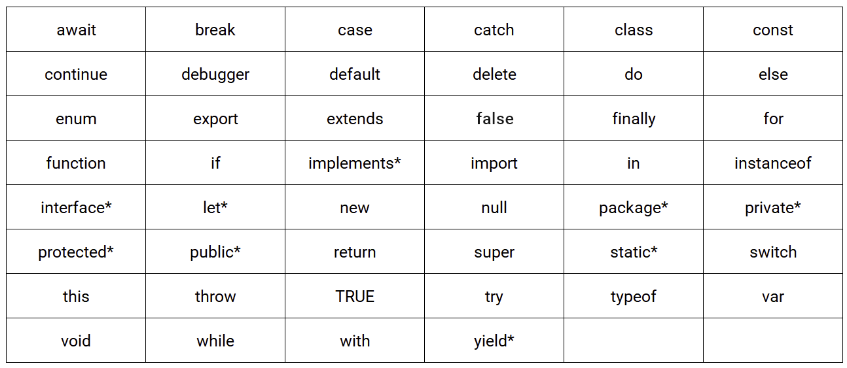 await break case catch class const
continue debugger default delete do else
enum export extends false finally for
function if implements* import in instanceof
interface* let* new null package* private*
protected* public* return super static* switch
this throw TRUE try typeof var
void while with yield*